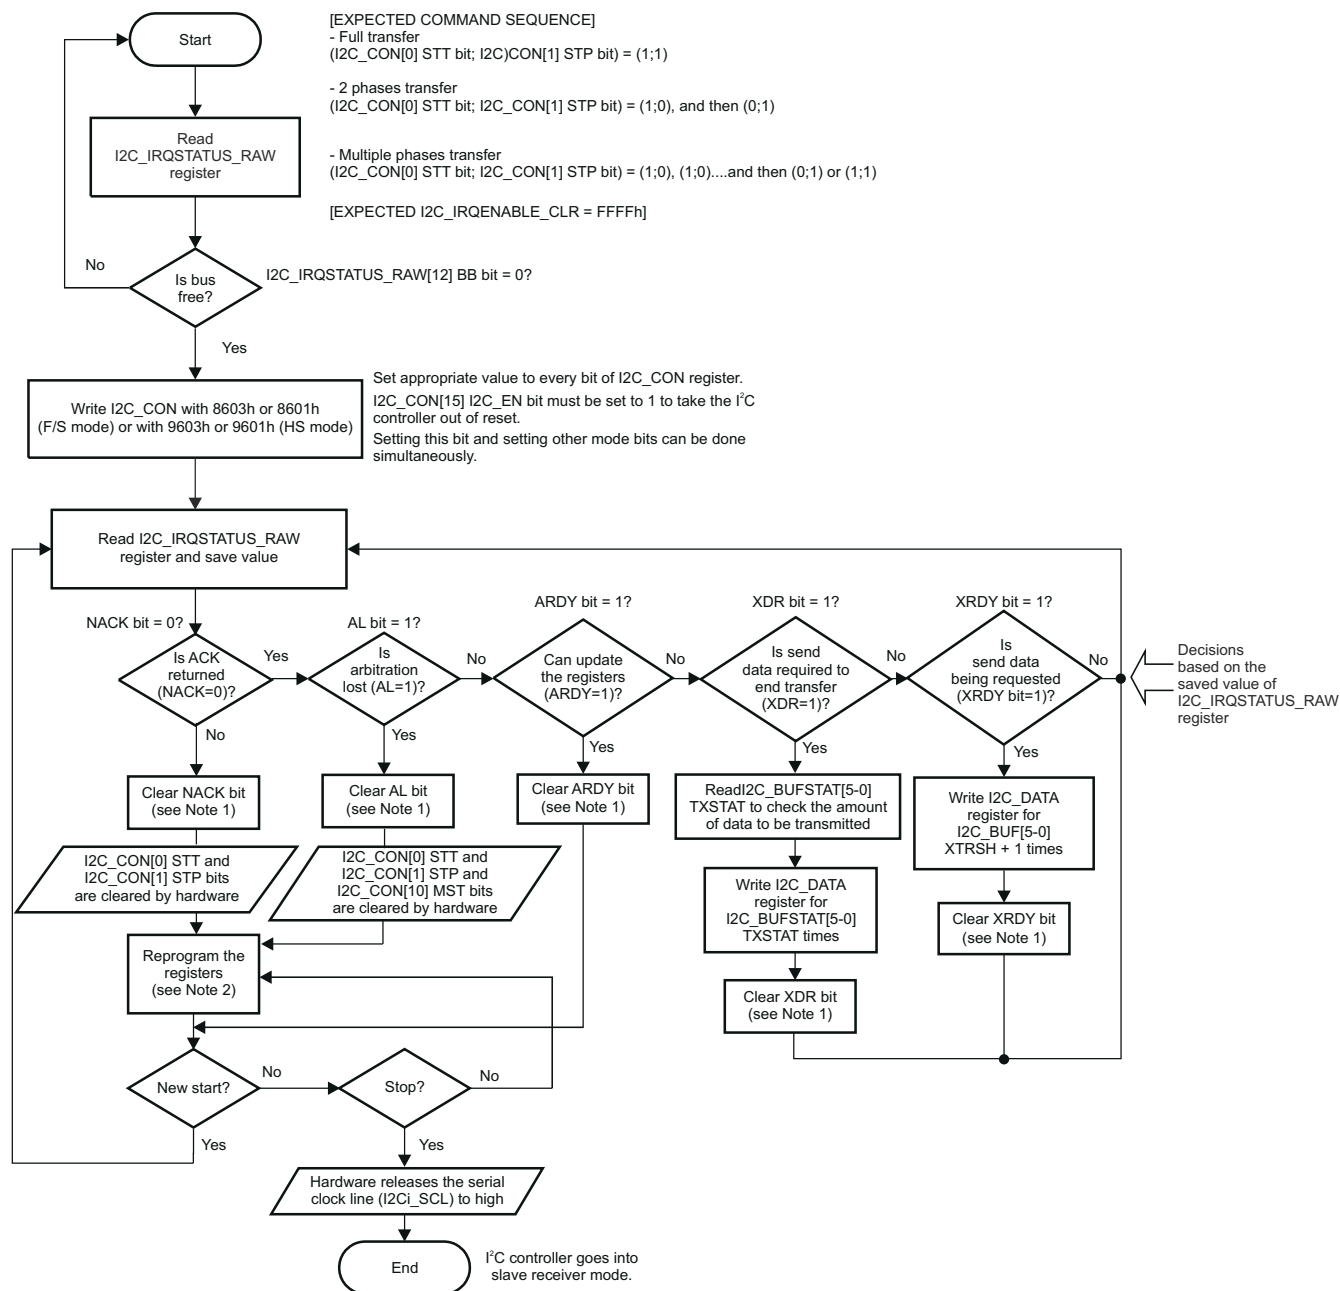 Start
[EXPECTED COMMAND SEQUENCE]
- Full transfer
(I2C_CON[0] STT bit; I2C)CON[1] STP bit) = (1;1)
- 2 phases transfer
(I2C_CON[0] STT bit; I2C_CON[1] STP bit) = (1;0), and then (0;1)
- Multiple phases transfer
(I2C_CON[0] STT bit; I2C_CON[1] STP bit) = (1;0), (1;0)....and then (0;1) or (1;1)
[EXPECTED I2C_IRQENABLE_CLR = FFFFh]
Read
I2C_IRQSTATUS_RAW
register
No
Is bus
free?
I2C_IRQSTATUS_RAW[12] BB bit = 0?
Yes
Write I2C_CON with 8603h or 8601h
(F/S mode) or with 9603h or 9601h (HS mode)
Set appropriate value to every bit of I2C_CON register.
I2C_CON[15] I2C_EN bit must be set to 1 to take the I²C
controller out of reset.
Setting this bit and setting other mode bits can be done
simultaneously.
Read I2C_IRQSTATUS_RAW
register and save value
NACK bit = 0?
Is ACK
returned
(NACK=0)?
Yes
No
AL bit = 1?
Is
arbitration
lost (AL=1)?
No
Yes
ARDY bit = 1?
Can update
the registers
(ARDY=1)?
No
Yes
XDR bit = 1?
Is send
data required to
end transfer
(XDR=1)?
No
Yes
XRDY bit = 1?
Is
send data
being requested
(XRDY bit=1)?
No
Yes
Decisions
based on the
saved value of
I2C_IRQSTATUS_RAW
register
Clear NACK bit
(see Note 1)
Clear AL bit
(see Note 1)
Clear ARDY bit
(see Note 1)
ReadI2C_BUFSTAT[5-0]
TXSTAT to check the amount
of data to be transmitted
Write I2C_DATA
register for
I2C_BUF[5-0]
XTRSH + 1 times
I2C_CON[0] STT and
I2C_CON[1] STP bits
are cleared by hardware
I2C_CON[0] STT and
I2C_CON[1] STP and
I2C_CON[10] MST bits
are cleared by hardware
Write I2C_DATA
register for
I2C_BUFSTAT[5-0]
TXSTAT times
Clear XRDY bit
(see Note 1)
Reprogram the
registers
(see Note 2)
Clear XDR bit
(see Note 1)
New start?
No
Yes
Stop?
No
Yes
Hardware releases the serial
clock line (I2Ci_SCL) to high
End
I²C controller goes into
slave receiver mode.